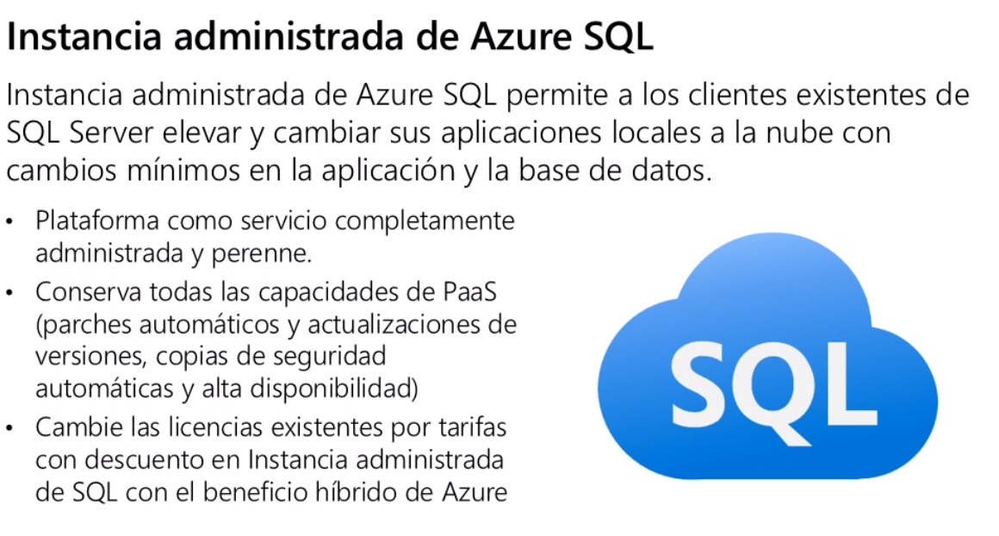 Instancia administrada de Azure SQL
Instancia administrada de Azure SQL permite a los clientes existentes de
SQL Server elevar y cambiar sus aplicaciones locales a la nube con
cambios mínimos en la aplicación y la base de datos.
• Plataforma como servicio completamente
administrada y perenne.
• Conserva todas las capacidades de PaaS
(parches automáticos y actualizaciones de
versiones, copias de seguridad
automáticas y alta disponibilidad)
• Cambie las licencias existentes por tarifas
con descuento en Instancia administrada
de SQL con el beneficio híbrido de Azure
SQL